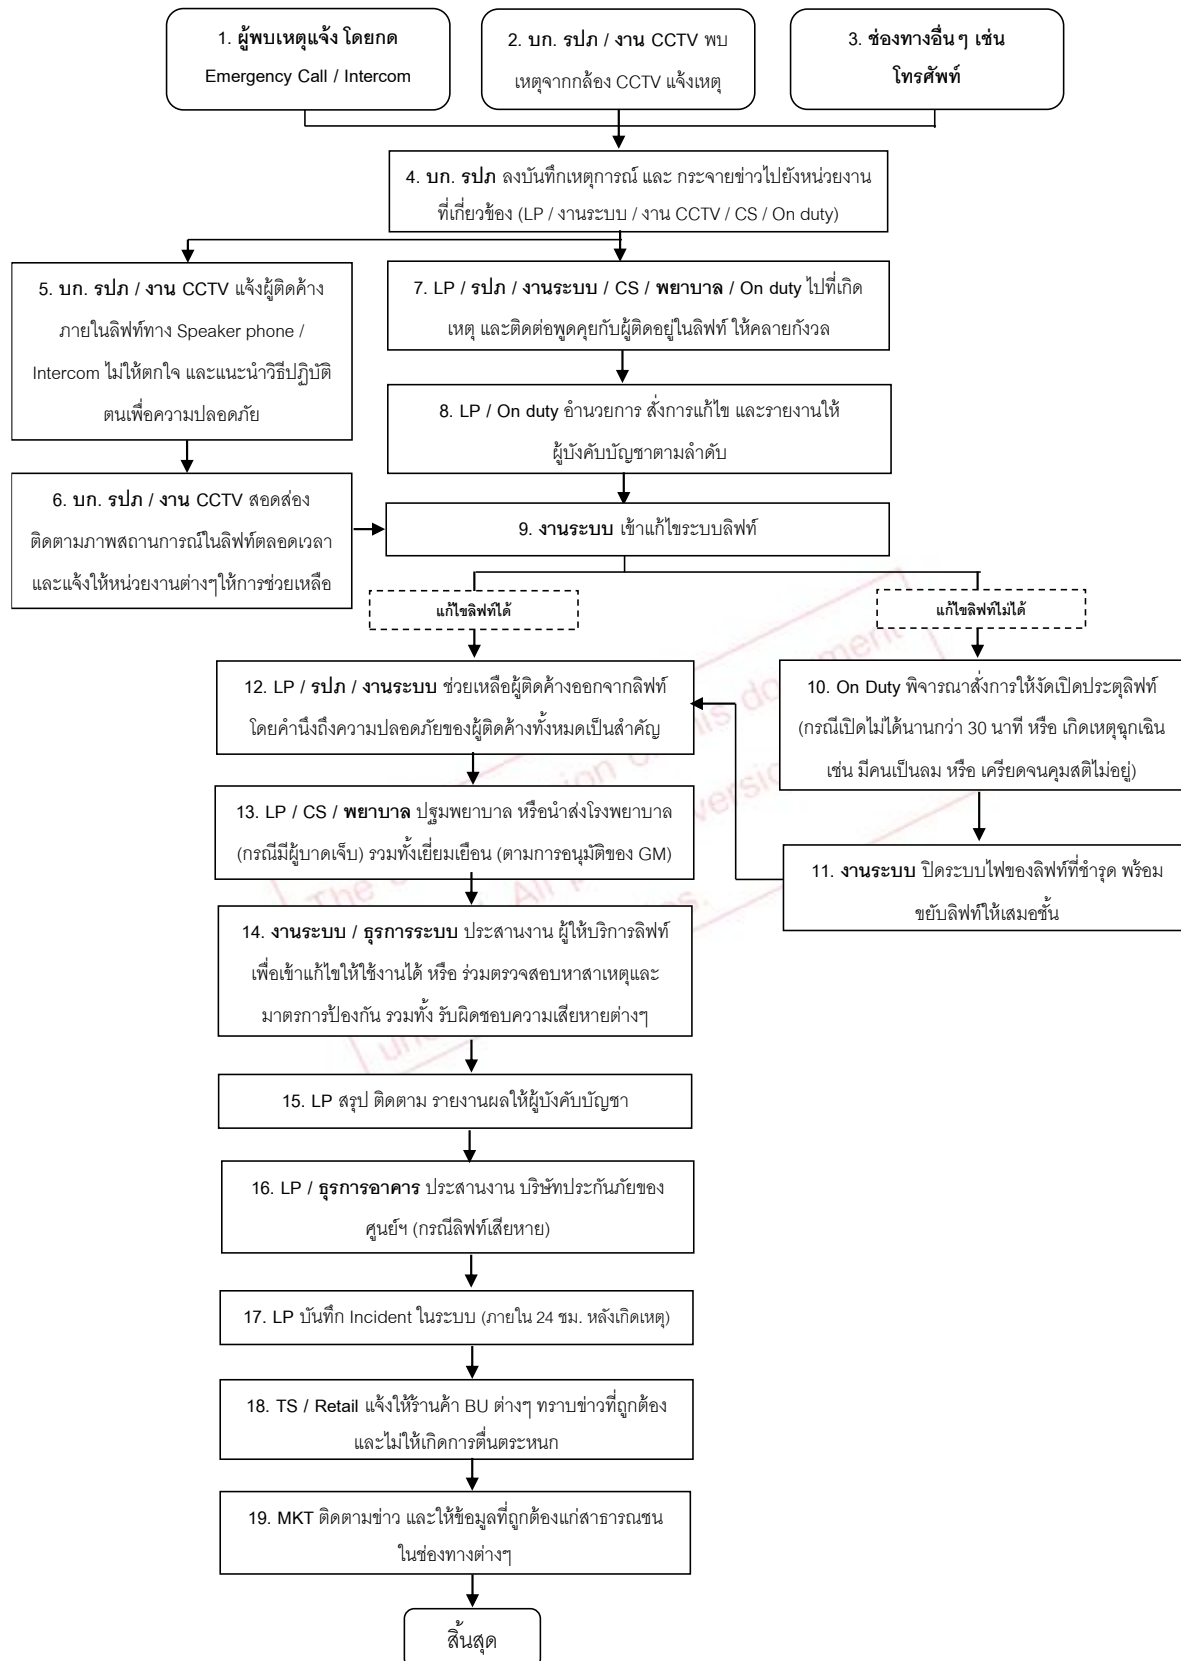 1. ผู้พบเหตุแจ้ง โดยกด
Emergency Call / Intercom
2. บก. รปภ / งาน CCTV พบ
เหตุจากกล้อง CCTV แจ้งเหตุ
3. ช่องทางอื่นๆ เช่น
โทรศัพท์
4. บก. รปภ ลงบันทึกเหตุการณ์ และ กระจายข่าวไปยังหน่วยงาน
ที่เกี่ยวข้อง (LP / งานระบบ / งาน CCTV / CS / On duty)
5. บก. รปภ / งาน CCTV แจ้งผู้ติดค้าง
ภายในลิฟท์ทาง Speaker phone /
Intercom ไม่ให้ตกใจ และแนะนำวิธีปฏิบัติ
ตนเพื่อความปลอดภัย
7. LP / รปภ / งานระบบ / CS / พยาบาล / On duty ไปที่เกิด
เหตุ และติดต่อพูดคุยกับผู้ติดอยู่ในลิฟท์ ให้คลายกังวล
8. LP / On duty อำนวยการ สั่งการแก้ไข และรายงานให้
ผู้บังคับบัญชาตามลำดับ
6. บก. รปภ / งาน CCTV สอดส่อง
ติดตามภาพสถานการณ์ในลิฟท์ตลอดเวลา
และแจ้งให้หน่วยงานต่างๆให้การช่วยเหลือ
9. งานระบบ เข้าแก้ไขระบบลิฟท์
แก้ไขลิฟท์ได้
แก้ไขลิฟท์ไม่ได้
12. LP / รปภ / งานระบบ ช่วยเหลือผู้ติดค้างออกจากลิฟท์
โดยคำนึงถึงความปลอดภัยของผู้ติดค้างทั้งหมดเป็นสำคัญ
10. On Duty พิจารณาสั่งการให้งัดเปิดประตูลิฟท์
(กรณีเปิดไม่ได้นานกว่า 30 นาที หรือ เกิดเหตุฉุกเฉิน
เช่น มีคนเป็นลม หรือ เครียดจนคุมสติไม่อยู่)
13. LP / CS / พยาบาล ปฐมพยาบาล หรือนำส่งโรงพยาบาล
(กรณีมีผู้บาดเจ็บ) รวมทั้งเยี่ยมเยือน (ตามการอนุมัติของ GM)
11. งานระบบ ปิดระบบไฟของลิฟท์ที่ชำรุด พร้อม
ขยับลิฟท์ให้เสมอชั้น
14. งานระบบ / ธุรการระบบ ประสานงาน ผู้ให้บริการลิฟท์
เพื่อเข้าแก้ไขให้ใช้งานได้ หรือ ร่วมตรวจสอบหาสาเหตุและ
มาตรการป้องกัน รวมทั้ง รับผิดชอบความเสียหายต่างๆ
15. LP สรุป ติดตาม รายงานผลให้ผู้บังคับบัญชา
16. LP / ธุรการอาคาร ประสานงาน บริษัทประกันภัยของ
ศูนย์ฯ (กรณีลิฟท์เสียหาย)
17. LP บันทึก Incident ในระบบ (ภายใน 24 ชม. หลังเกิดเหตุ)
18. TS / Retail แจ้งให้ร้านค้า BU ต่างๆ ทราบข่าวที่ถูกต้อง
และไม่ให้เกิดการตื่นตระหนก
19. MKT ติดตามข่าว และให้ข้อมูลที่ถูกต้องแก่สาธารณชน
ในช่องทางต่างๆ
สิ้นสุด